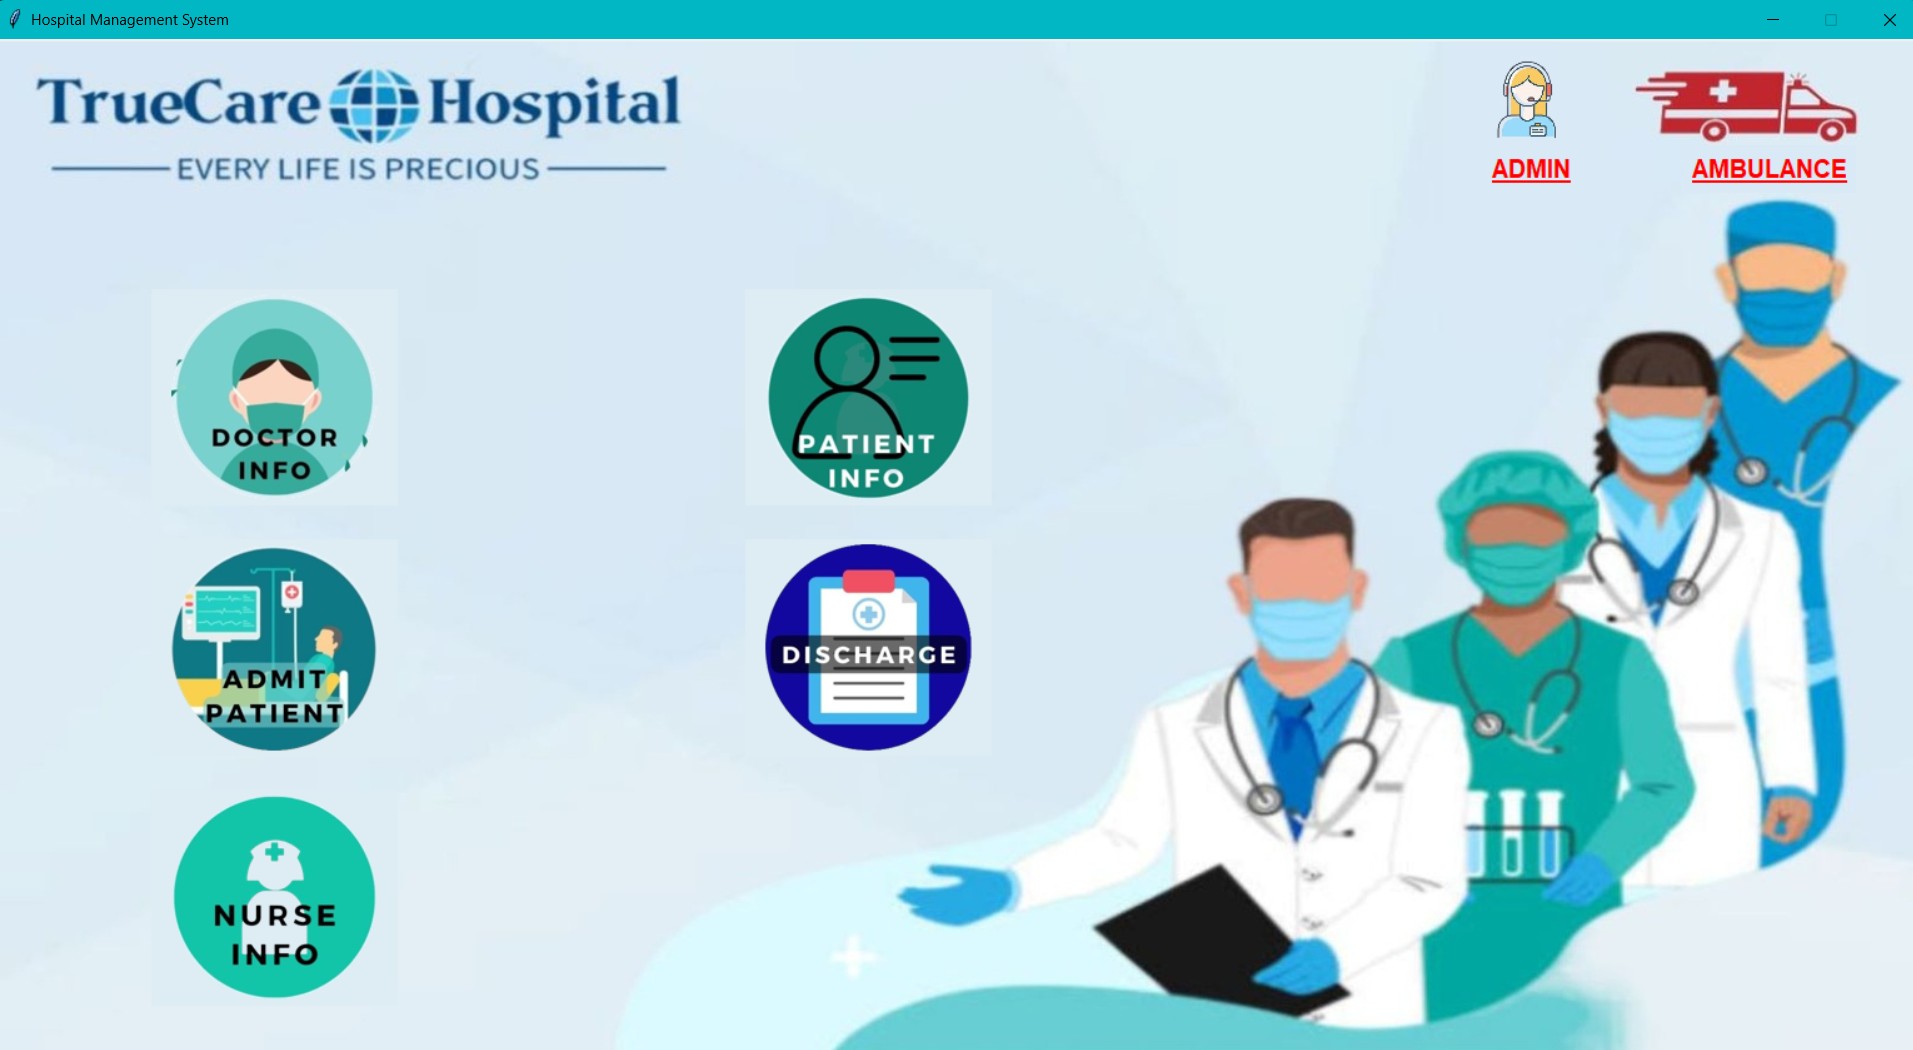 Hospital Management System
TrueCare Hospital
EVERY LIFE IS PRECIOUS
ADMIN
AMBULANCE
DOCTOR
INFO
PATIENT
INFO
ADMIT
PATIENT
DISCHARGE
NURSE
INFO